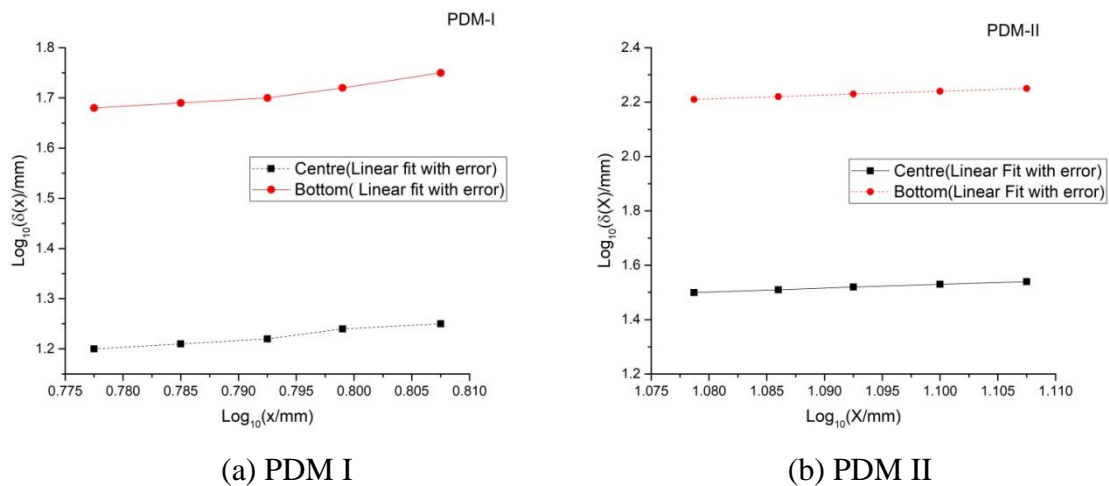 PDM-I
1.8
1.7
1.6
1.5
1.4
1.3
1.2
Log10(δ(x)/mm)
Centre(Linear fit with error)
Bottom( Linear fit with error)
0.775 0.780 0.785 0.790 0.795 0.800 0.805 0.810
Log10(x/mm)
(a) PDM I
PDM-II
2.4
2.2
2.0
1.8
1.6
1.4
1.2
Log10(δ(X)/mm)
Centre(Linear Fit with error)
Bottom(Linear Fit with error)
1.075 1.080 1.085 1.090 1.095 1.100 1.105 1.110
Log10(X/mm)
(b) PDM II